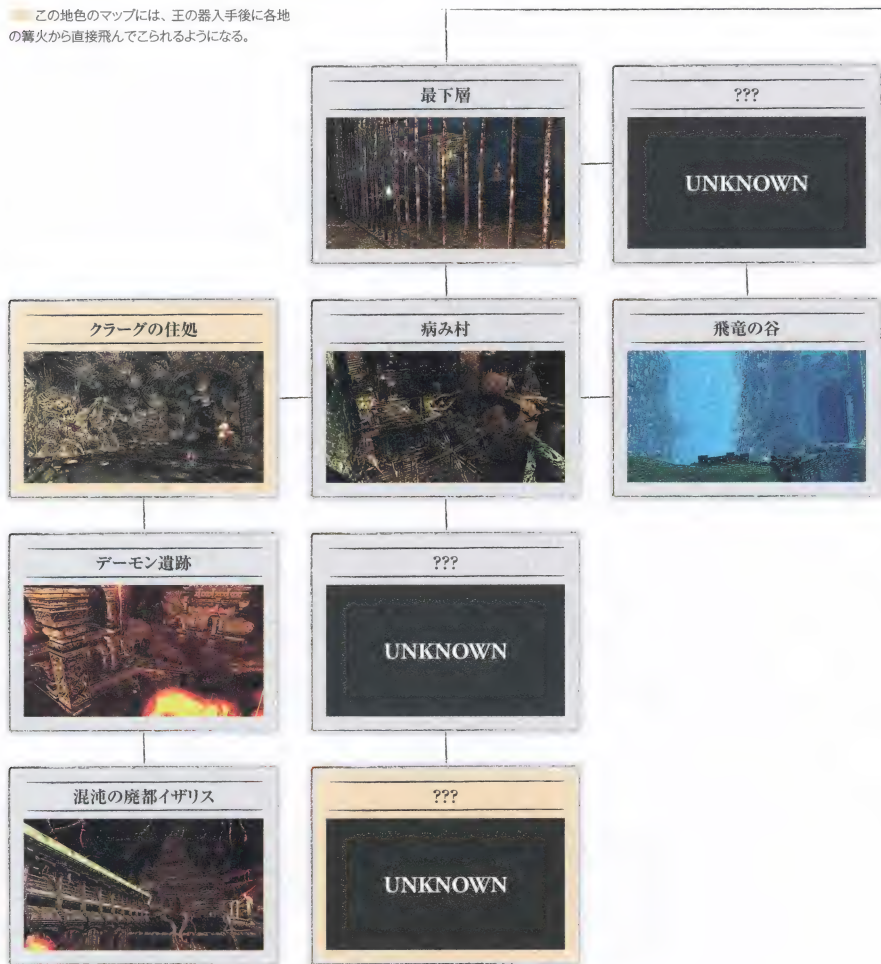 この地色のマップには、王の器入手後に各地
の篝火から直接飛んでこられるようになる。
最下層
???
UNKNOWN
クラーグの住処
病み村
飛竜の谷
デーモン遺跡
???
UNKNOWN
混沌の廃都イザリス
???
UNKNOWN